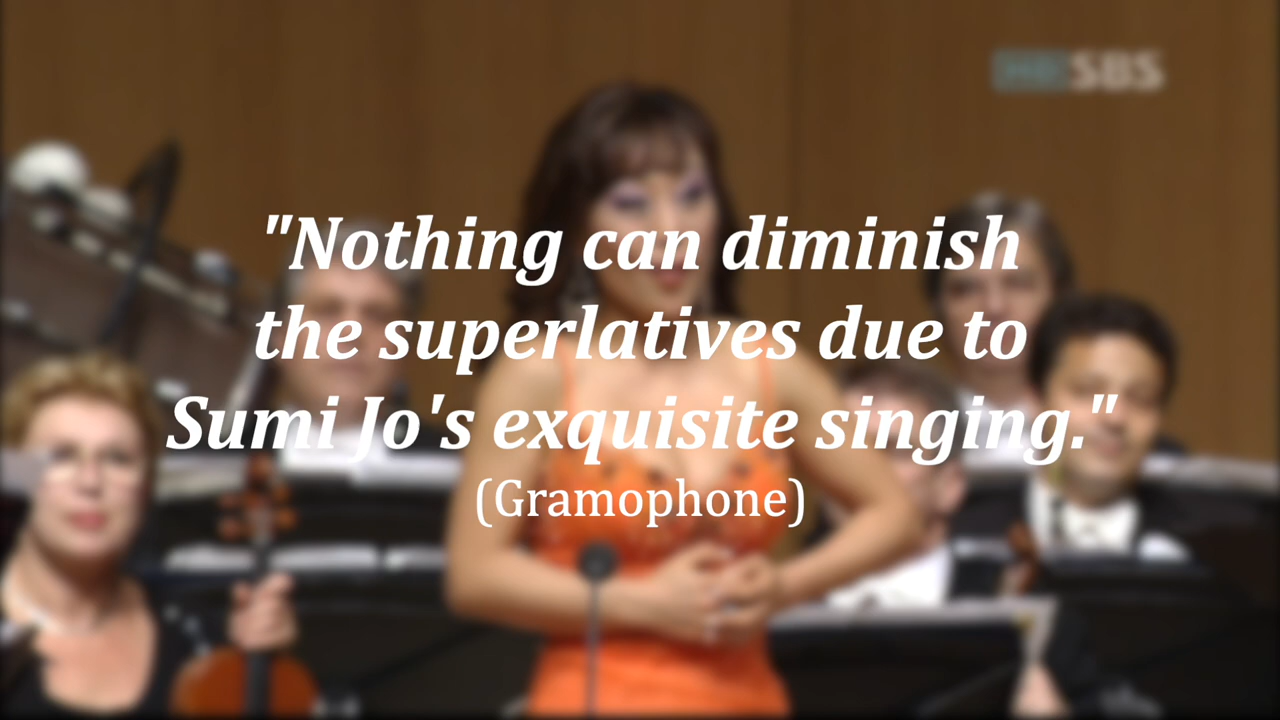 SBS
"Nothing can diminish
the superlatives due to
Sumi Jo's exquisite singing."
(Gramophone)